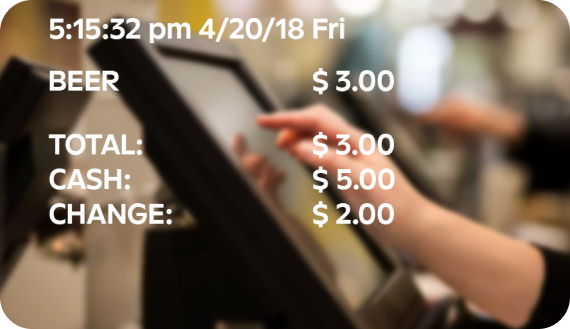 5:15:32 pm 4/20/18 Fri
BEER $ 3.00
TOTAL: $ 3.00
CASH: $ 5.00
CHANGE: $ 2.00